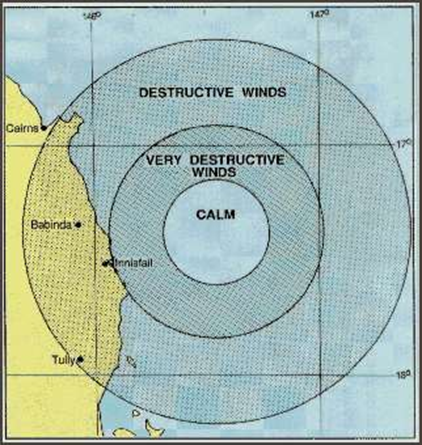 146° 147°
DESTRUCTIVE WINDS
Cairns
17°
VERY DESTRUCTIVE
WINDS
CALM
Babinda
Innisfail
Tully
18°